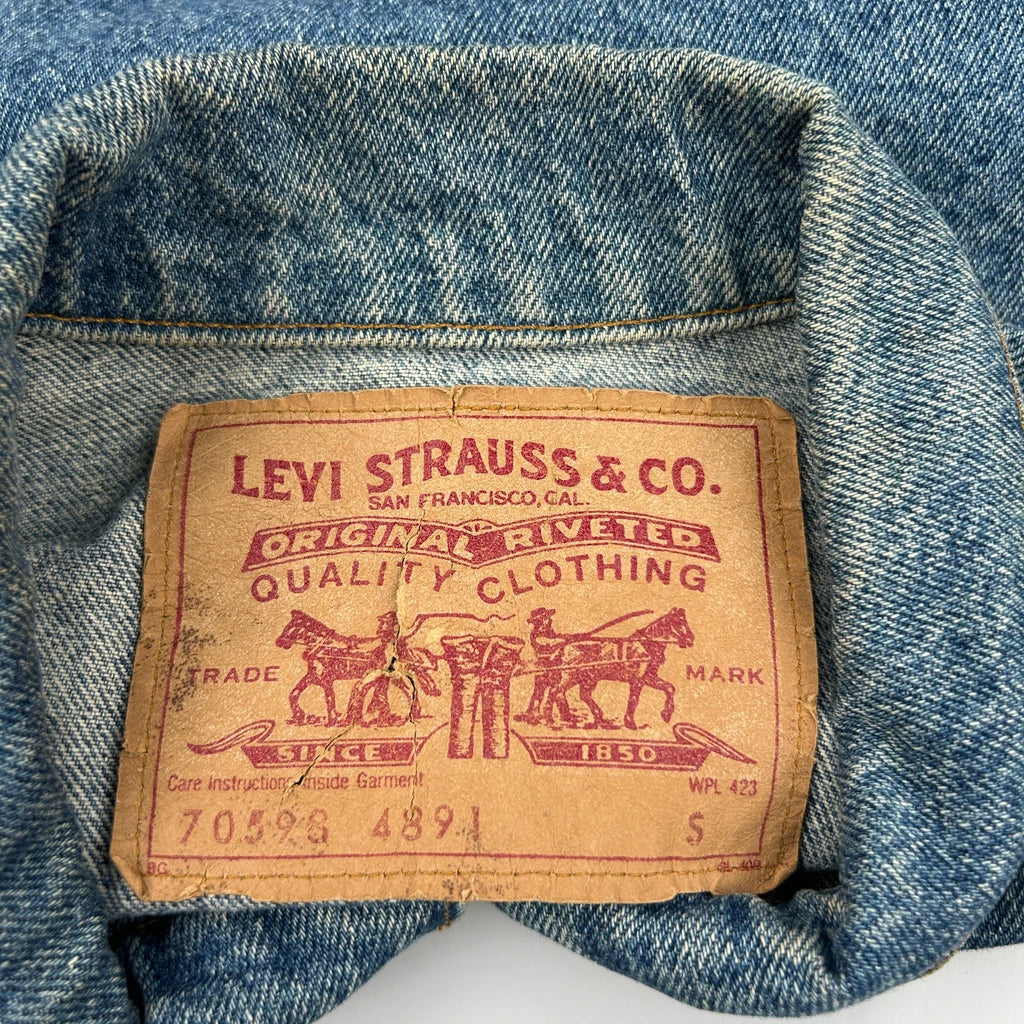 LEVI STRAUSS & CO.
SAN FRANCISCO, CAL.
ORIGINAL RIVETED
QUALITY CLOTHING
TRADE MARK
SINCE 1850
Care Instructions Inside Garment WPL 423
70598 4891 S